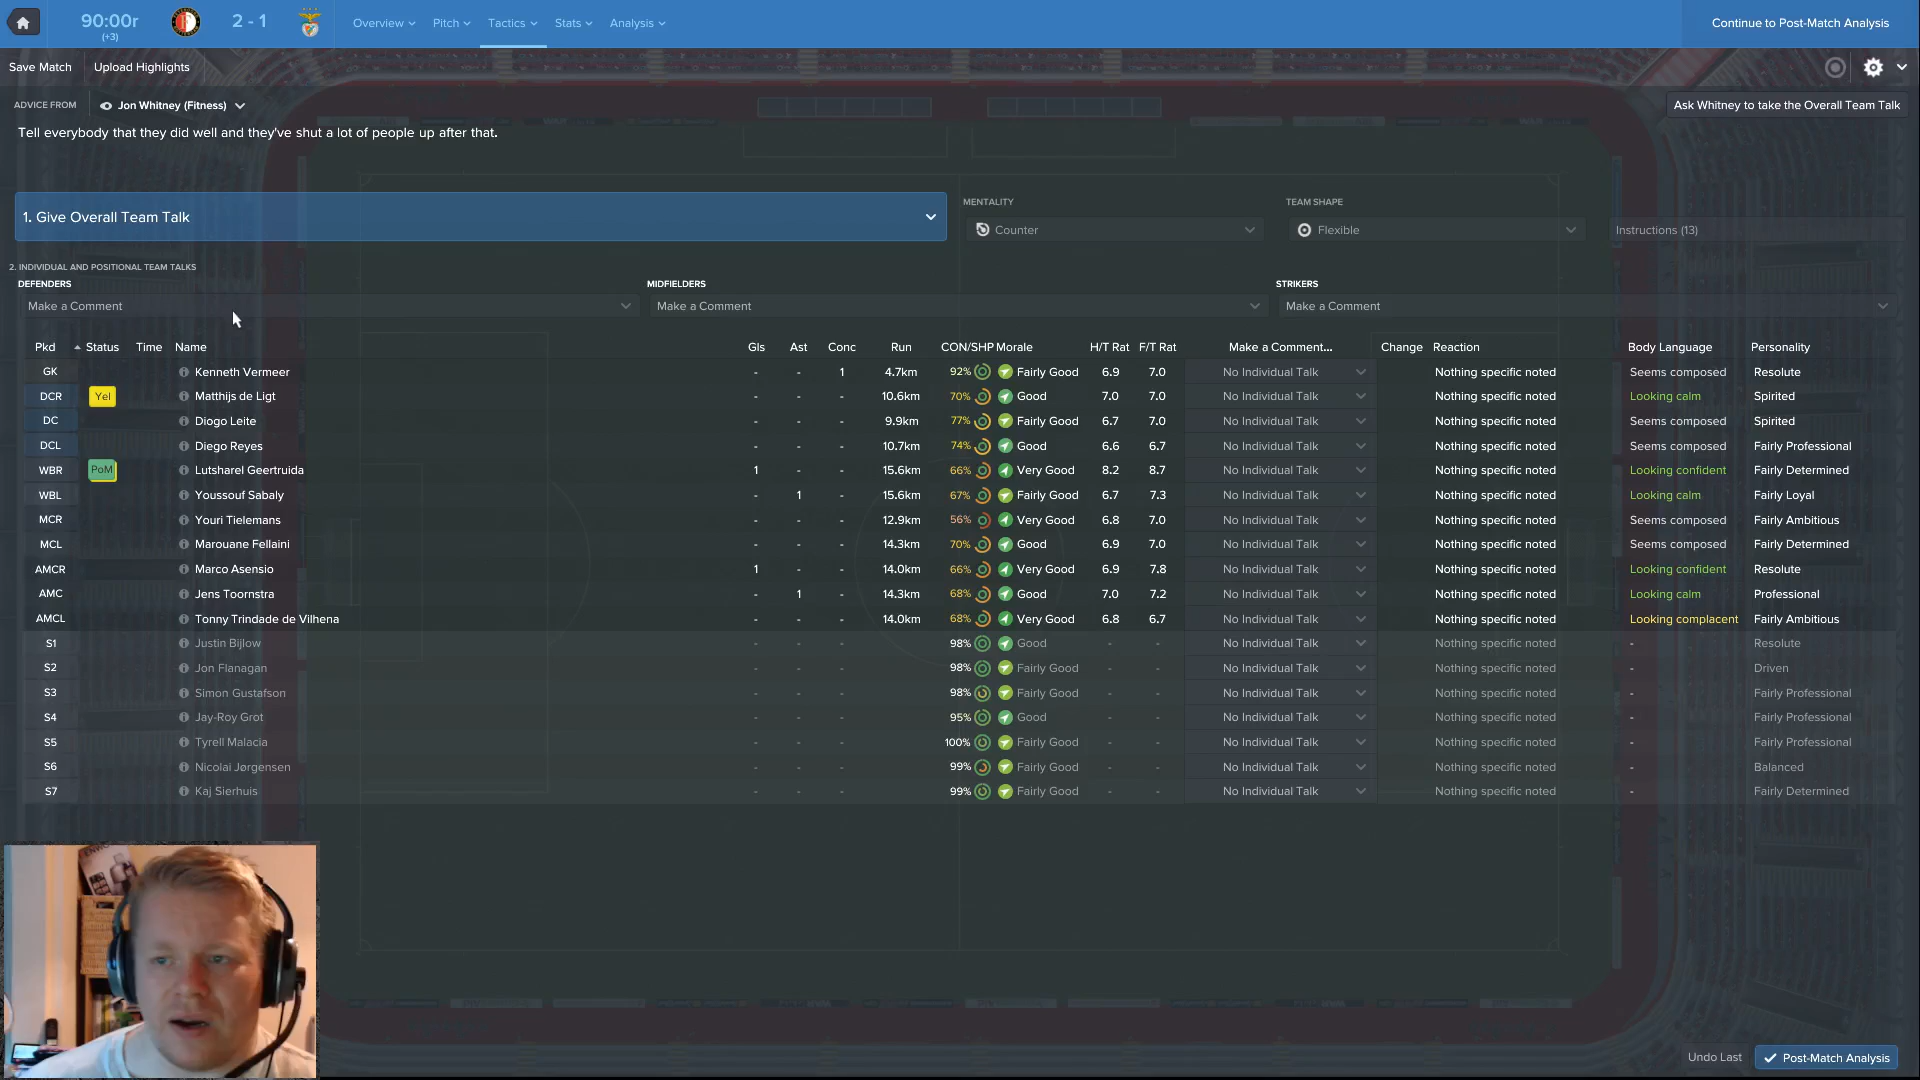 90:00r
(+3)
2 - 1
Overview
Pitch
Tactics
Stats
Analysis
Continue to Post-Match Analysis
Save Match
Upload Highlights
ADVICE FROM
Jon Whitney (Fitness)
Ask Whitney to take the Overall Team Talk
Tell everybody that they did well and they've shut a lot of people up after that.
1. Give Overall Team Talk
MENTALITY
TEAM SHAPE
Counter
Flexible
Instructions (13)
2. INDIVIDUAL AND POSITIONAL TEAM TALKS
DEFENDERS
MIDFIELDERS
STRIKERS
Make a Comment
Make a Comment
Make a Comment
Pkd Status Time Name Gls Ast Conc Run CON/SHP Morale H/T Rat F/T Rat Make a Comment... Change Reaction Body Language Personality
GK Kenneth Vermeer - - 1 4.7km 92% Fairly Good 6.9 7.0 No Individual Talk Nothing specific noted Seems composed Resolute
DCR Yel Matthijs de Ligt - - - 10.6km 70% Good 7.0 7.0 No Individual Talk Nothing specific noted Looking calm Spirited
DC Diogo Leite - - - 9.9km 77% Fairly Good 6.7 7.0 No Individual Talk Nothing specific noted Seems composed Spirited
DCL Diego Reyes - - - 10.7km 74% Good 6.6 6.7 No Individual Talk Nothing specific noted Seems composed Fairly Professional
WBR PoM Lutsharel Geertruida 1 - - 15.6km 66% Very Good 8.2 8.7 No Individual Talk Nothing specific noted Looking confident Fairly Determined
WBL Youssouf Sabaly - 1 - 15.6km 67% Fairly Good 6.7 7.3 No Individual Talk Nothing specific noted Looking calm Fairly Loyal
MCR Youri Tielemans - - - 12.9km 56% Very Good 6.8 7.0 No Individual Talk Nothing specific noted Seems composed Fairly Ambitious
MCL Marouane Fellaini - - - 14.3km 70% Good 6.9 7.0 No Individual Talk Nothing specific noted Seems composed Fairly Determined
AMCR Marco Asensio 1 - - 14.0km 66% Very Good 6.9 7.8 No Individual Talk Nothing specific noted Looking confident Resolute
AMC Jens Toornstra - 1 - 14.3km 68% Good 7.0 7.2 No Individual Talk Nothing specific noted Looking calm Professional
AMCL Tonny Trindade de Vilhena - - - 14.0km 68% Very Good 6.8 6.7 No Individual Talk Nothing specific noted Looking complacent Fairly Ambitious
S1 Justin Bijlow - - - 98% Good - - No Individual Talk Nothing specific noted - Resolute
S2 Jon Flanagan - - - 98% Fairly Good - - No Individual Talk Nothing specific noted - Driven
S3 Simon Gustafson - - - 98% Fairly Good - - No Individual Talk Nothing specific noted - Fairly Professional
S4 Jay-Roy Grot - - - 95% Good - - No Individual Talk Nothing specific noted - Fairly Professional
S5 Tyrell Malacia - - - 100% Fairly Good - - No Individual Talk Nothing specific noted - Fairly Professional
S6 Nicolai Jørgensen - - - 99% Fairly Good - - No Individual Talk Nothing specific noted - Balanced
S7 Kaj Sierhuis - - - 99% Fairly Good - - No Individual Talk Nothing specific noted - Fairly Determined
Undo Last
Post-Match Analysis